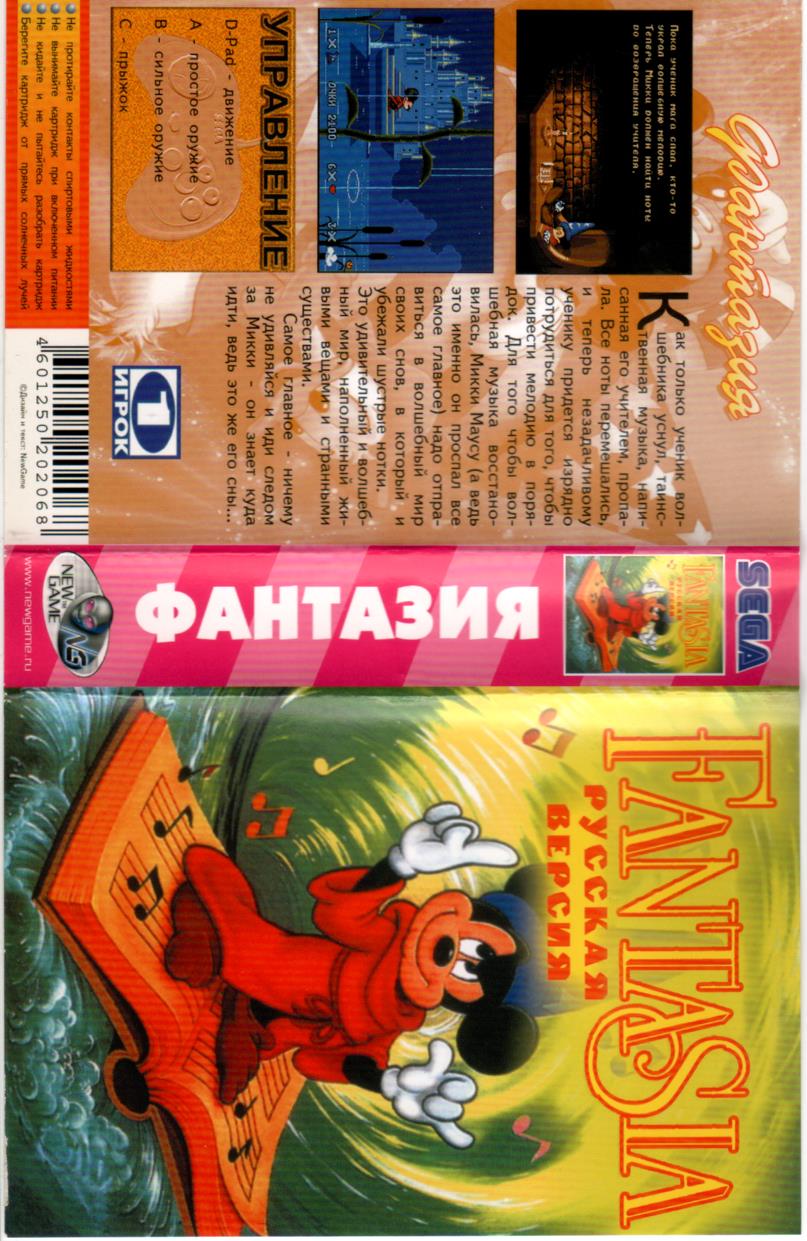 Фантазия
Пока ученик мага спал, кто-то
украл волшебную мелодию.
Теперь Микки должен найти ноты
до возвращения учителя.
1X
ОЧКИ 2100
6X
3X
УПРАВЛЕНИЕ
D-Pad - движение
A - простое оружие
B - сильное оружие
C - прыжок
Не протирайте контакты спиртовыми жидкостями
Не вынимайте картридж при включенном питании
Не кидайте и не пытайтесь разобрать картридж
Берегите картридж от прямых солнечных лучей
Как только ученик вол-
шебника уснул, таинс-
твенная музыка, напи-
санная его учителем, пропа-
ла. Все ноты перемешались,
и теперь незадачливому
ученику придется изрядно
потрудиться для того, чтобы
привести мелодию в поря-
док. Для того чтобы вол-
шебная музыка восстано-
вилась, Микки Маусу (а ведь
это именно он проспал все
самое главное) надо отпра-
виться в волшебный мир
своих снов, в который и
убежали шустрые нотки.
Это удивительный и волшеб-
ный мир, наполненный жи-
выми вещами и странными
существами.
Самое главное - ничему
не удивляйся и иди следом
за Микки - он знает куда
идти, ведь это же его сны...
1
ИГРОК
4601250202068
©Дизайн и текст: NewGame
SEGA
FANTASIA
РУССКАЯ
ВЕРСИЯ
ФАНТАЗИЯ
NEW
GAME
NG
www.newgame.ru
FANTASIA
РУССКАЯ
ВЕРСИЯ